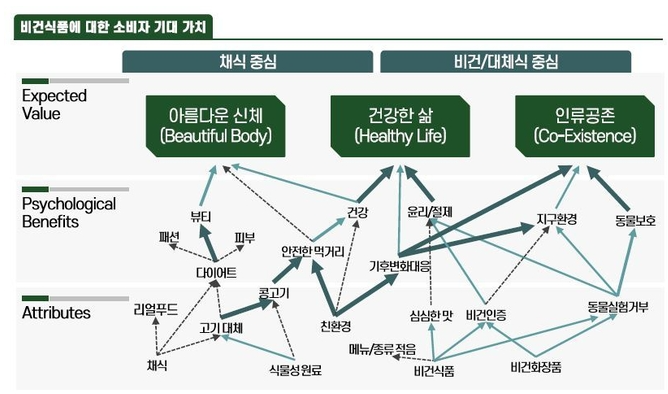 비건식품에 대한 소비자 기대 가치
채식 중심
비건/대체식 중심
Expected
Value
아름다운 신체
(Beautiful Body)
건강한 삶
(Healthy Life)
인류공존
(Co-Existence)
Psychological
Benefits
뷰티
건강
윤리/절제
지구환경
동물보호
패션
피부
안전한 먹거리
기후변화대응
다이어트
Attributes
콩고기
리얼푸드
고기 대체
친환경
심심한 맛
비건인증
동물실험거부
메뉴/종류 적음
채식
식물성원료
비건식품
비건화장품